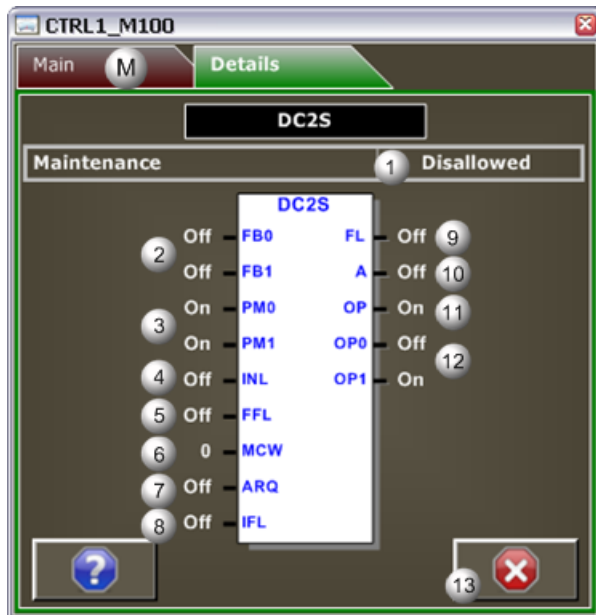 CTRL1_M100
Main M Details
DC2S
Maintenance 1 Disallowed
DC2S
2 Off FB0 FL Off 9
Off FB1 A Off 10
3 On PM0 OP On 11
On PM1 OP0 Off 12
4 Off INL OP1 On
5 Off FFL
6 0 MCW
7 Off ARQ
8 Off IFL
? 13